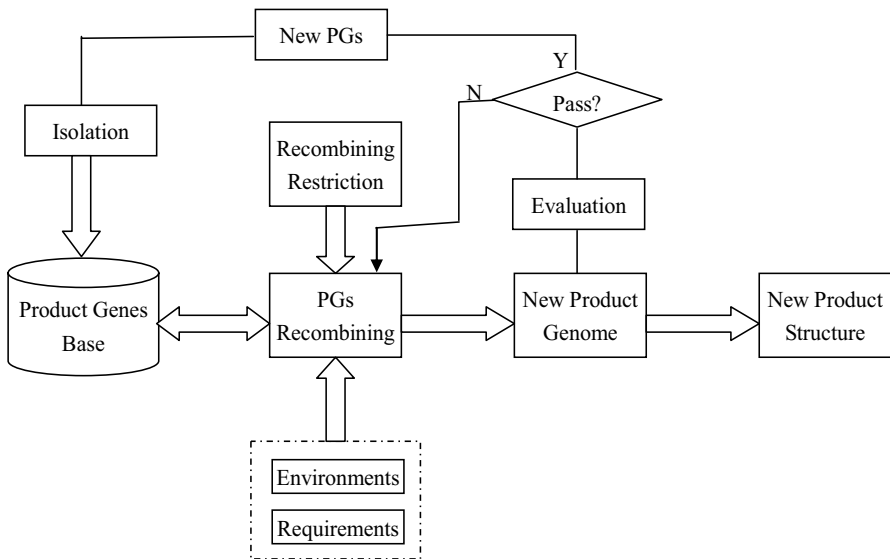 New PGs
Y
N
Pass?
Isolation
Recombining
Restriction
Evaluation
Product Genes
Base
PGs
Recombining
New Product
Genome
New Product
Structure
Environments
Requirements